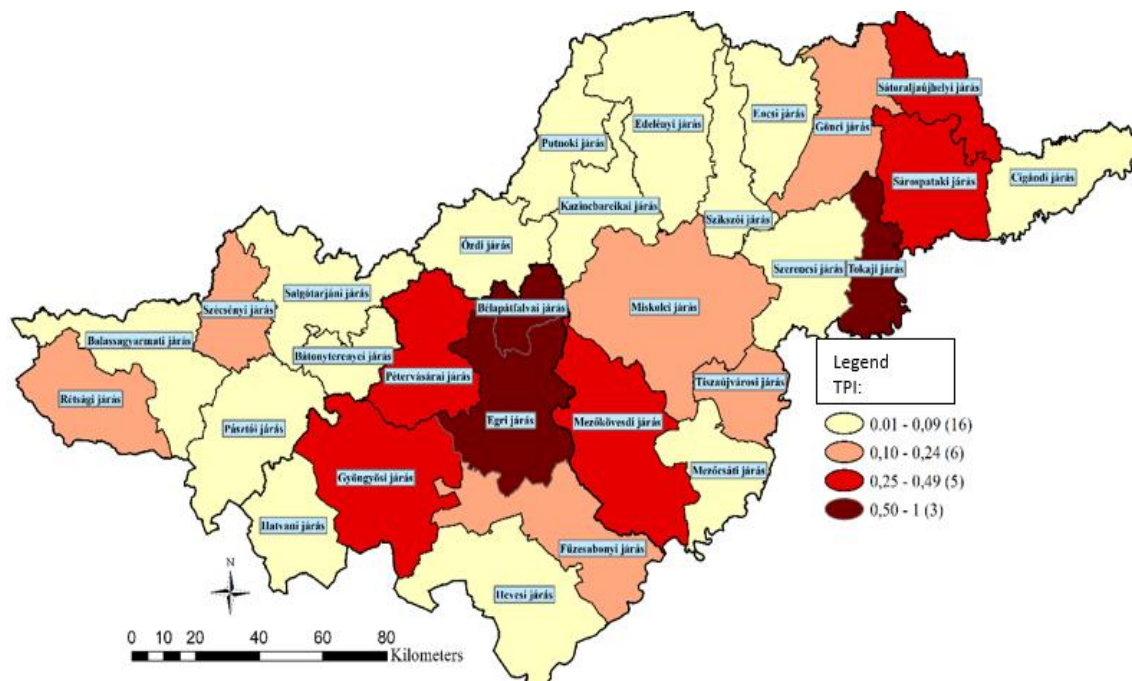 Sátoraljaújhelyi járás
Encsi járás
Edelényi járás
Gönci járás
Putnoki járás
Cigándi járás
Sárospataki járás
Kazincbarcikai járás
Szikszói járás
Ózdi járás
Szerencsi járás
Tokaji járás
Salgótarjáni járás
Miskolci járás
Bélapátfalvai járás
Szécsényi járás
Balassagyarmati járás
Bátonyterenyei járás
Pétervásárai járás
Tiszaújvárosi járás
Rétsági járás
Egri járás
Mezőkövesdi járás
Pásztói járás
Mezőcsáti járás
Gyöngyösi járás
Hatvani járás
Füzesabonyi járás
Hevesi járás
Legend
TPI:
0.01 - 0,09 (16)
0,10 - 0,24 (6)
0,25 - 0,49 (5)
0,50 - 1 (3)
N
0 10 20 40 60 80
Kilometers